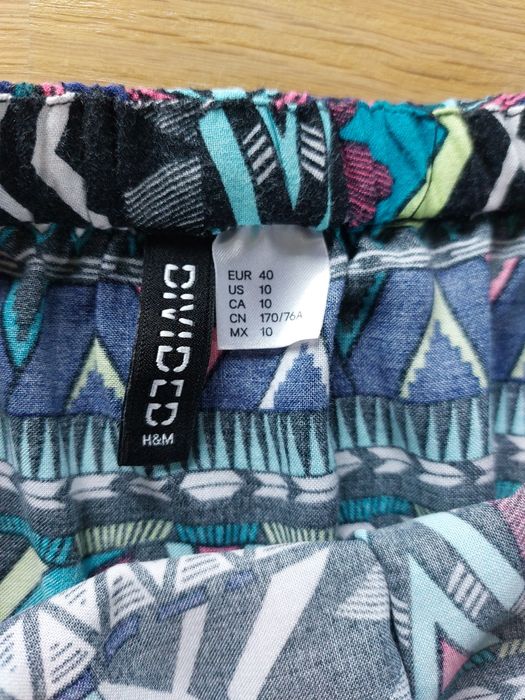 DIVIDED
H&M
EUR 40
US 10
CA 10
CN 170/76A
MX 10